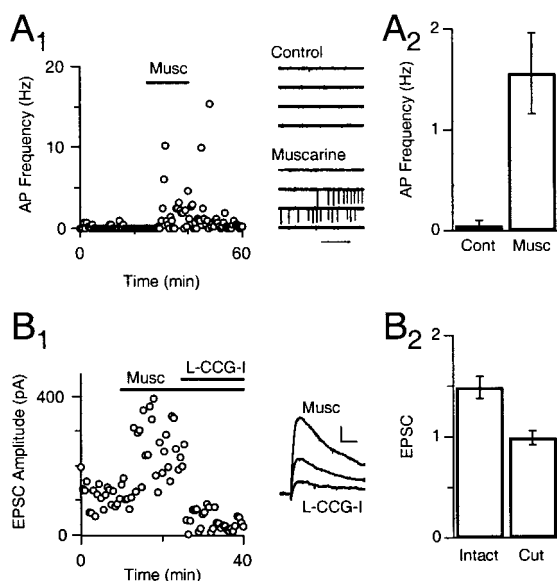 A1
Musc
AP Frequency (Hz)
20
10
0
0
60
Time (min)
Control
Muscarine
A2
AP Frequency (Hz)
2
1
0
Cont
Musc
B1
L-CCG-I
Musc
EPSC Amplitude (pA)
400
0
0
40
Time (min)
Musc
L-CCG-I
B2
EPSC
2
1
0
Intact
Cut